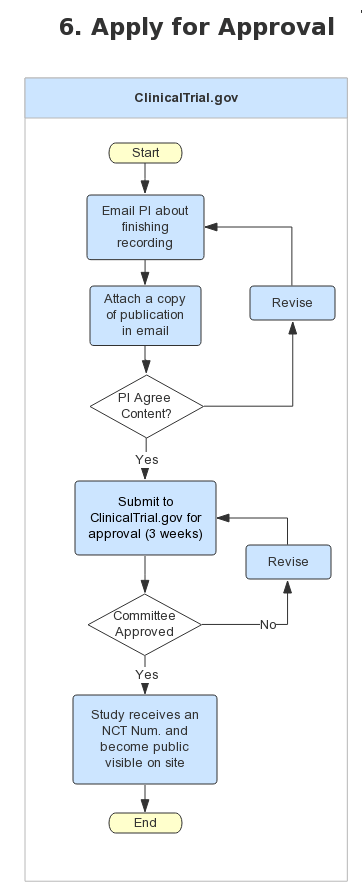 6. Apply for Approval
ClinicalTrial.gov
Start
Email PI about
finishing
recording
Attach a copy
of publication
in email
Revise
PI Agree
Content?
Yes
Submit to
ClinicalTrial.gov for
approval (3 weeks)
Revise
Committee
Approved
No
Yes
Study receives an
NCT Num. and
become public
visible on site
End